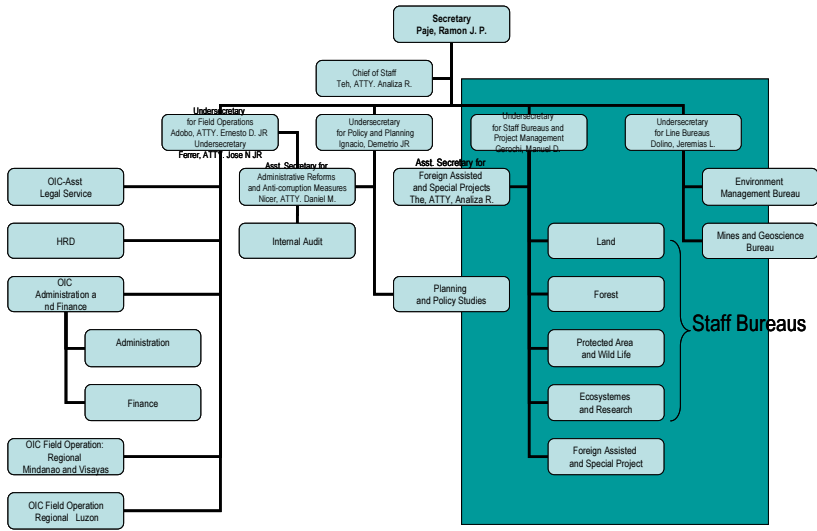 Secretary
Paje, Ramon J. P.
Chief of Staff
Teh, ATTY. Analiza R.
Undersecretary
for Field Operations
Adobo, ATTY. Ernesto D. JR
Undersecretary
Ferrer, ATTY. Jose N JR
Undersecretary
for Policy and Planning
Ignacio, Demetrio JR
Undersecretary
for Staff Bureaus and
Project Management
Gerochi, Manuel D.
Undersecretary
for Line Bureaus
Dolino, Jeremias L.
OIC-Asst
Legal Service
Asst. Secretary for
Administrative Reforms
and Anti-corruption Measures
Nicer, ATTY. Daniel M.
Asst. Secretary for
Foreign Assisted
and Special Projects
The, ATTY, Analiza R.
Environment
Management Bureau
HRD
Internal Audit
Land
Mines and Geoscience
Bureau
OIC
Administration a
nd Finance
Planning
and Policy Studies
Forest
Staff Bureaus
Administration
Protected Area
and Wild Life
Finance
Ecosystemes
and Research
OIC Field Operation:
Regional
Mindanao and Visayas
Foreign Assisted
and Special Project
OIC Field Operation
Regional Luzon